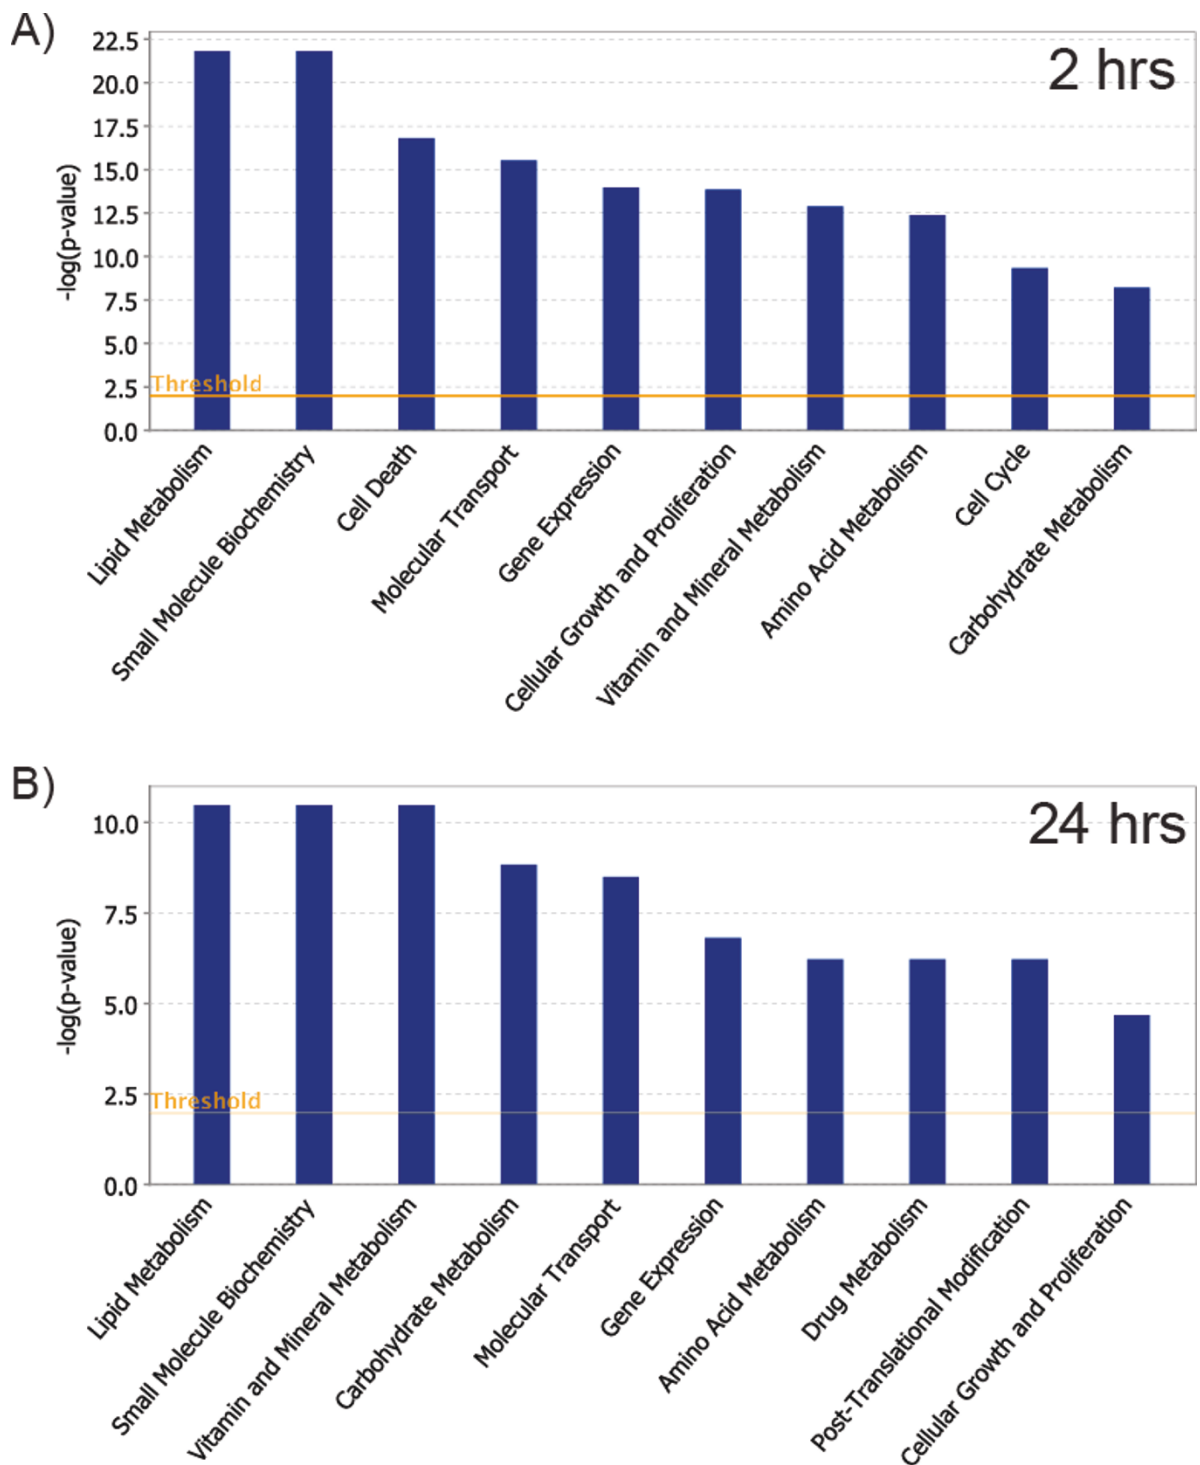 A)
2 hrs
22.5
20.0
17.5
15.0
12.5
10.0
7.5
5.0
2.5
0.0
-log(p-value)
Threshold
Lipid Metabolism
Small Molecule Biochemistry
Cell Death
Molecular Transport
Gene Expression
Cellular Growth and Proliferation
Vitamin and Mineral Metabolism
Amino Acid Metabolism
Cell Cycle
Carbohydrate Metabolism
B)
24 hrs
10.0
7.5
5.0
2.5
0.0
-log(p-value)
Threshold
Lipid Metabolism
Small Molecule Biochemistry
Vitamin and Mineral Metabolism
Carbohydrate Metabolism
Molecular Transport
Gene Expression
Amino Acid Metabolism
Drug Metabolism
Post-Translational Modification
Cellular Growth and Proliferation